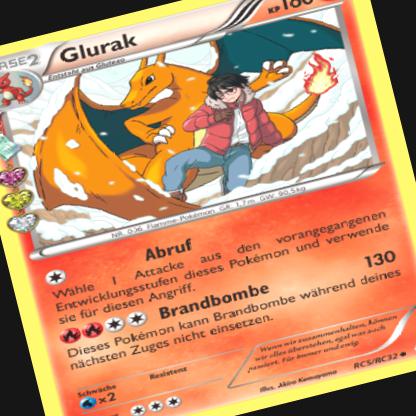 Glurak
Entsteht aus Glutexo
NR. 006 Flamme-Pokémon GR. 1,7m GW. 90,5kg
Abruf
Wähle 1 Attacke aus den vorangegangenen
Entwicklungsstufen dieses Pokémon und verwende
sie für diesen Angriff.
Brandbombe 130
Dieses Pokémon kann Brandbombe während deines
nächsten Zuges nicht einsetzen.
Schwäche
×2
Resistenz
Wenn wir zusammenhalten, können
wir alles überstehen, egal was auch
passiert. Für immer und ewig.
Illus. Akira Komayama
RC5/RC32